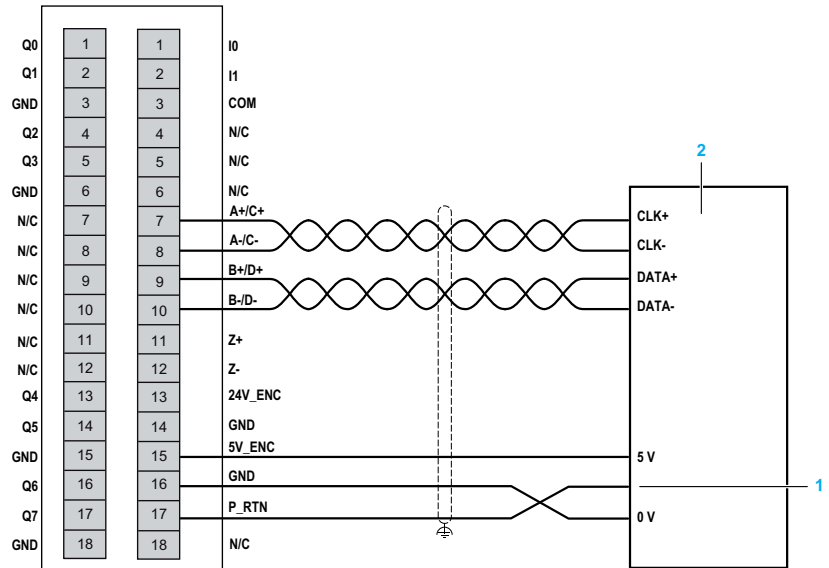 Q0 1 1 I0
Q1 2 2 I1
GND 3 3 COM
Q2 4 4 N/C
2
Q3 5 5 N/C
GND 6 6 N/C
N/C 7 7 A+/C+ CLK+
N/C 8 8 A-/C- CLK-
N/C 9 9 B+/D+ DATA+
N/C 10 10 B-/D- DATA-
N/C 11 11 Z+
N/C 12 12 Z-
Q4 13 13 24V_ENC
Q5 14 14 GND
GND 15 15 5V_ENC 5 V
Q6 16 16 GND 1
Q7 17 17 P_RTN 0 V
GND 18 18 N/C